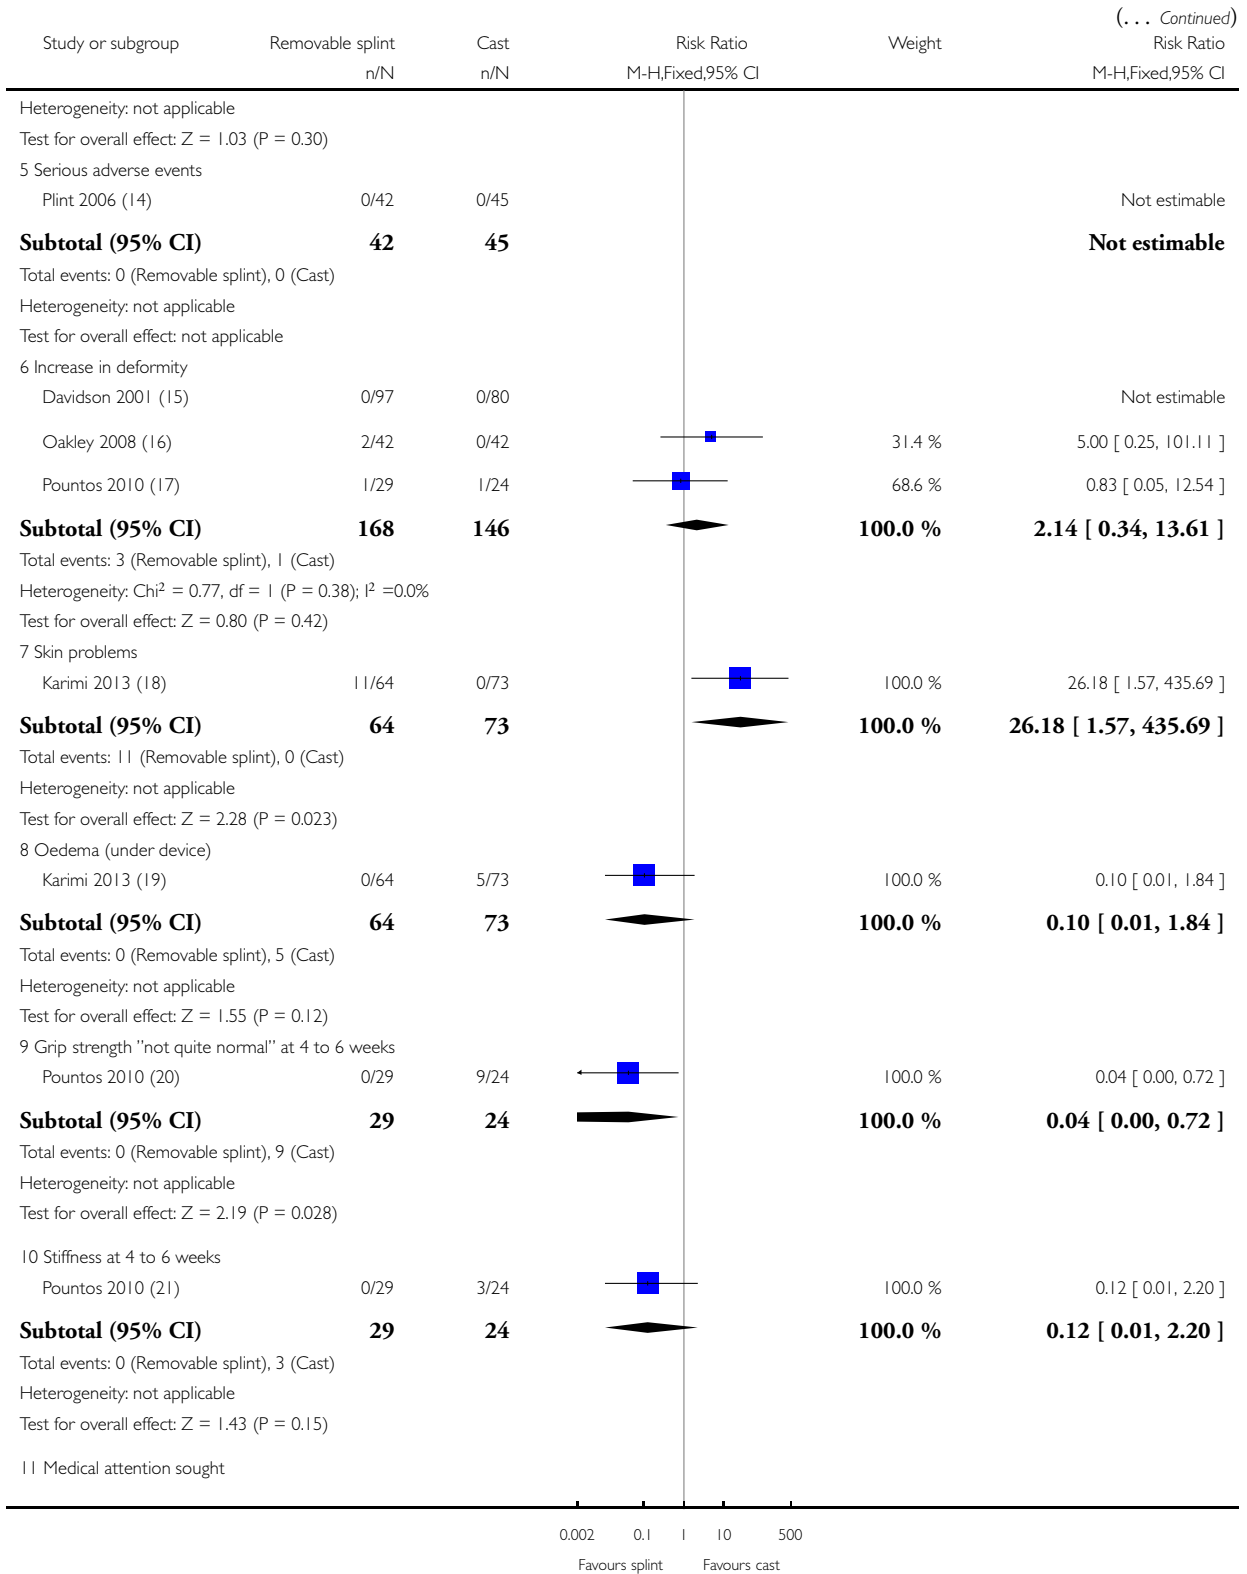 (... Continued)
Study or subgroup Removable splint Cast Risk Ratio Weight Risk Ratio
n/N n/N M-H,Fixed,95% CI M-H,Fixed,95% CI
Heterogeneity: not applicable
Test for overall effect: Z = 1.03 (P = 0.30)
5 Serious adverse events
Plint 2006 (14) 0/42 0/45 Not estimable
Subtotal (95% CI) 42 45 Not estimable
Total events: 0 (Removable splint), 0 (Cast)
Heterogeneity: not applicable
Test for overall effect: not applicable
6 Increase in deformity
Davidson 2001 (15) 0/97 0/80 Not estimable
Oakley 2008 (16) 2/42 0/42 31.4 % 5.00 [ 0.25, 101.11 ]
Pountos 2010 (17) 1/29 1/24 68.6 % 0.83 [ 0.05, 12.54 ]
Subtotal (95% CI) 168 146 100.0 % 2.14 [ 0.34, 13.61 ]
Total events: 3 (Removable splint), 1 (Cast)
Heterogeneity: Chi² = 0.77, df = 1 (P = 0.38); I² =0.0%
Test for overall effect: Z = 0.80 (P = 0.42)
7 Skin problems
Karimi 2013 (18) 11/64 0/73 100.0 % 26.18 [ 1.57, 435.69 ]
Subtotal (95% CI) 64 73 100.0 % 26.18 [ 1.57, 435.69 ]
Total events: 11 (Removable splint), 0 (Cast)
Heterogeneity: not applicable
Test for overall effect: Z = 2.28 (P = 0.023)
8 Oedema (under device)
Karimi 2013 (19) 0/64 5/73 100.0 % 0.10 [ 0.01, 1.84 ]
Subtotal (95% CI) 64 73 100.0 % 0.10 [ 0.01, 1.84 ]
Total events: 0 (Removable splint), 5 (Cast)
Heterogeneity: not applicable
Test for overall effect: Z = 1.55 (P = 0.12)
9 Grip strength ”not quite normal” at 4 to 6 weeks
Pountos 2010 (20) 0/29 9/24 100.0 % 0.04 [ 0.00, 0.72 ]
Subtotal (95% CI) 29 24 100.0 % 0.04 [ 0.00, 0.72 ]
Total events: 0 (Removable splint), 9 (Cast)
Heterogeneity: not applicable
Test for overall effect: Z = 2.19 (P = 0.028)
10 Stiffness at 4 to 6 weeks
Pountos 2010 (21) 0/29 3/24 100.0 % 0.12 [ 0.01, 2.20 ]
Subtotal (95% CI) 29 24 100.0 % 0.12 [ 0.01, 2.20 ]
Total events: 0 (Removable splint), 3 (Cast)
Heterogeneity: not applicable
Test for overall effect: Z = 1.43 (P = 0.15)
11 Medical attention sought
0.002 0.1 1 10 500
Favours splint Favours cast